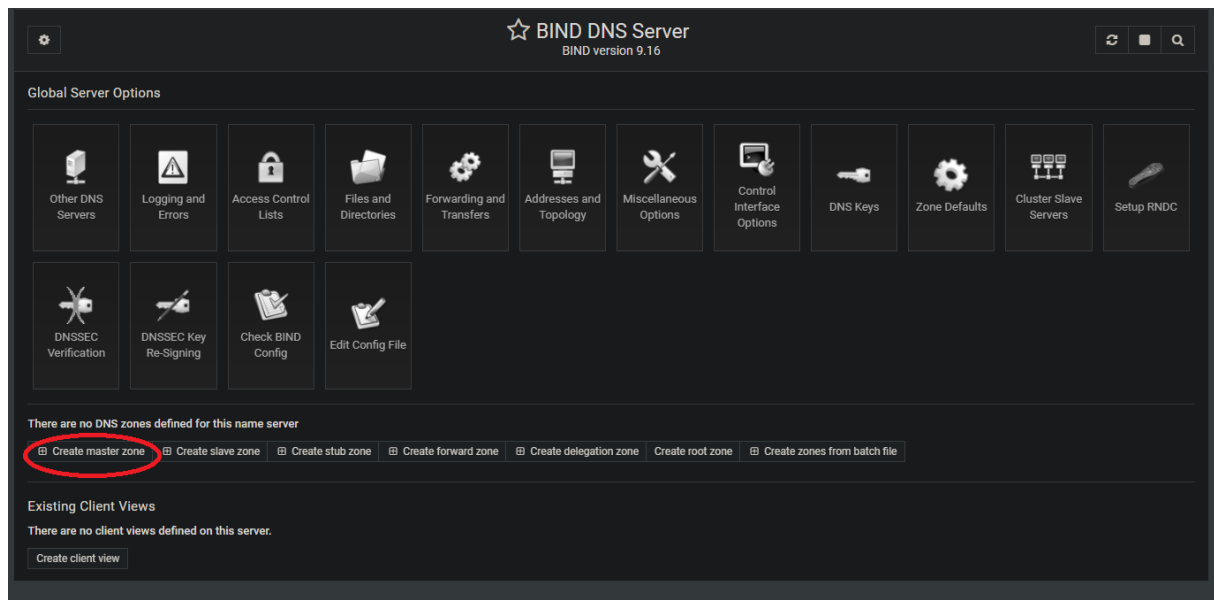 BIND DNS Server
BIND version 9.16
Global Server Options
Other DNS
Servers
Logging and
Errors
Access Control
Lists
Files and
Directories
Forwarding and
Transfers
Addresses and
Topology
Miscellaneous
Options
Control
Interface
Options
DNS Keys
Zone Defaults
Cluster Slave
Servers
Setup RNDC
DNSSEC
Verification
DNSSEC Key
Re-Signing
Check BIND
Config
Edit Config File
There are no DNS zones defined for this name server
Create master zone Create slave zone Create stub zone Create forward zone Create delegation zone Create root zone Create zones from batch file
Existing Client Views
There are no client views defined on this server.
Create client view